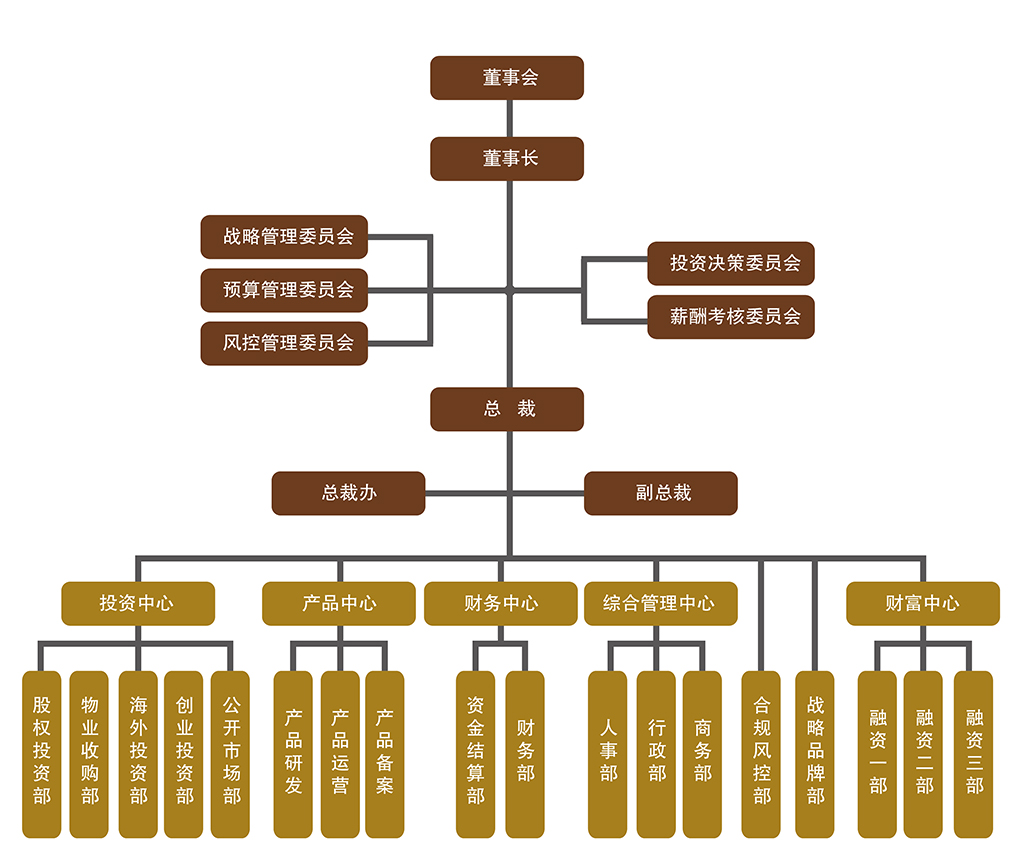 董事会
董事长
战略管理委员会
预算管理委员会
风控管理委员会
投资决策委员会
薪酬考核委员会
总 裁
总裁办
副总裁
投资中心
产品中心
财务中心
综合管理中心
财富中心
股权投资部
物业收购部
海外投资部
创业投资部
公开市场部
产品研发
产品运营
产品备案
资金结算部
财务部
人事部
行政部
商务部
合规风控部
战略品牌部
融资一部
融资二部
融资三部